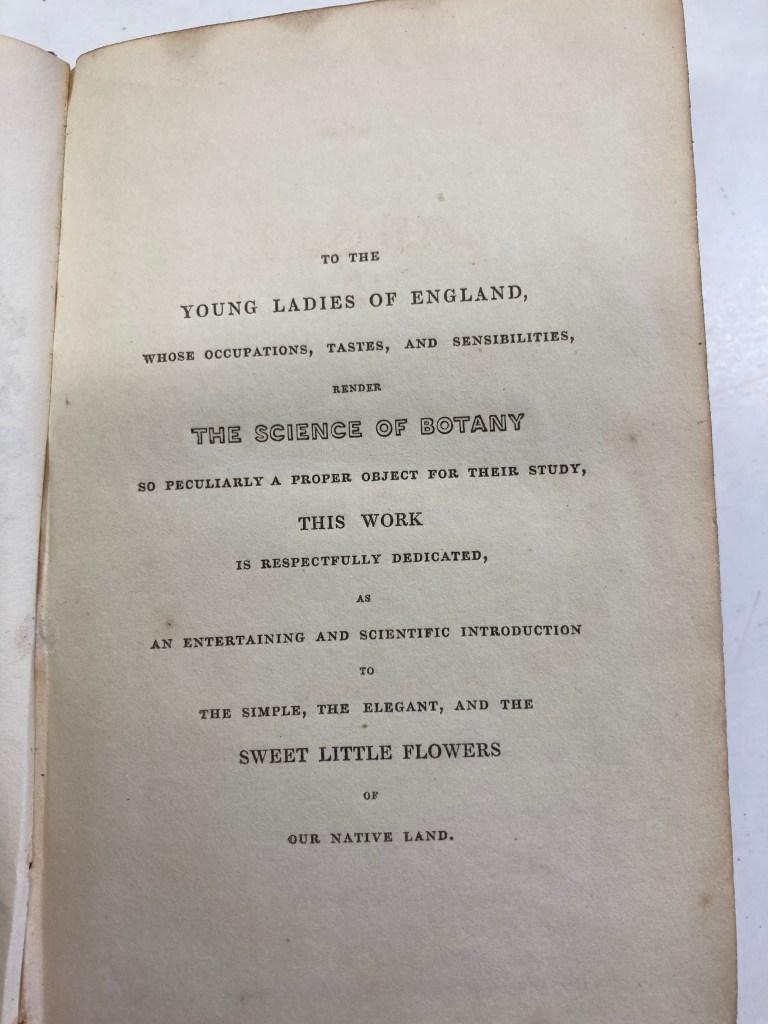 TO THE
YOUNG LADIES OF ENGLAND,
WHOSE OCCUPATIONS, TASTES, AND SENSIBILITIES,
RENDER
THE SCIENCE OF BOTANY
SO PECULIARLY A PROPER OBJECT FOR THEIR STUDY,
THIS WORK
IS RESPECTFULLY DEDICATED,
AS
AN ENTERTAINING AND SCIENTIFIC INTRODUCTION
TO
THE SIMPLE, THE ELEGANT, AND THE
SWEET LITTLE FLOWERS
OF
OUR NATIVE LAND.